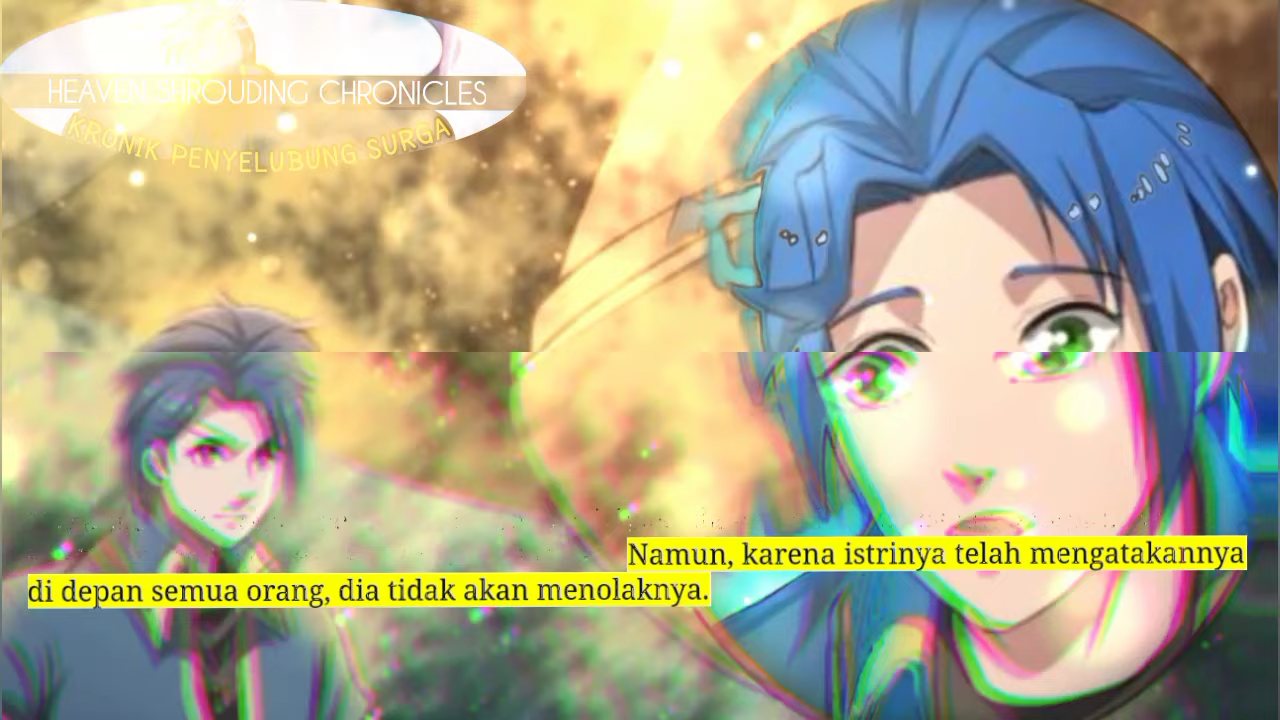 HEAVEN SHROUDING CHRONICLES
KRONIK PENYELUBUNG SURGA
Namun, karena istrinya telah mengatakannya
di depan semua orang, dia tidak akan menolaknya.